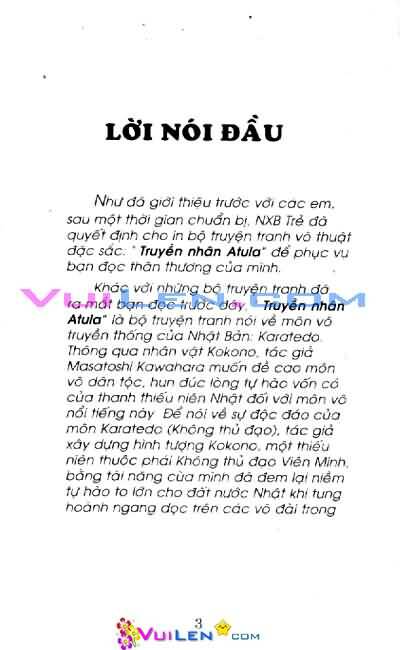 LỜI NÓI ĐẦU
Như đã giới thiệu trước với các em,
sau một thời gian chuẩn bị, NXB Trẻ đã
quyết định cho in bộ truyện tranh võ thuật
đặc sắc: "Truyền nhân Atula" để phục vụ
bạn đọc thân thương của mình.
Khác với những bộ truyện tranh đã
ra mắt bạn đọc trước đây, "Truyền nhân
VUILEN.COM
Atula" là bộ truyện tranh nói về môn võ
truyền thống của Nhật Bản: Karatedo.
Thông qua nhân vật Kokono, tác giả
Masatoshi Kawahara muốn đề cao môn
võ dân tộc, hun đúc lòng tự hào vốn có
của thanh thiếu niên Nhật đối với môn võ
nổi tiếng này Để nói về sự độc đáo của
môn Karatedo (Không thủ đạo), tác giả
xây dựng hình tượng Kokono, một thiếu
niên thuộc phái Không thủ đạo Viên Minh,
bằng tài năng của mình đã đem lại niềm
tự hào to lớn cho đất nước Nhật khi tung
hoành ngang dọc trên các võ đài trong
3
VUILEN.COM